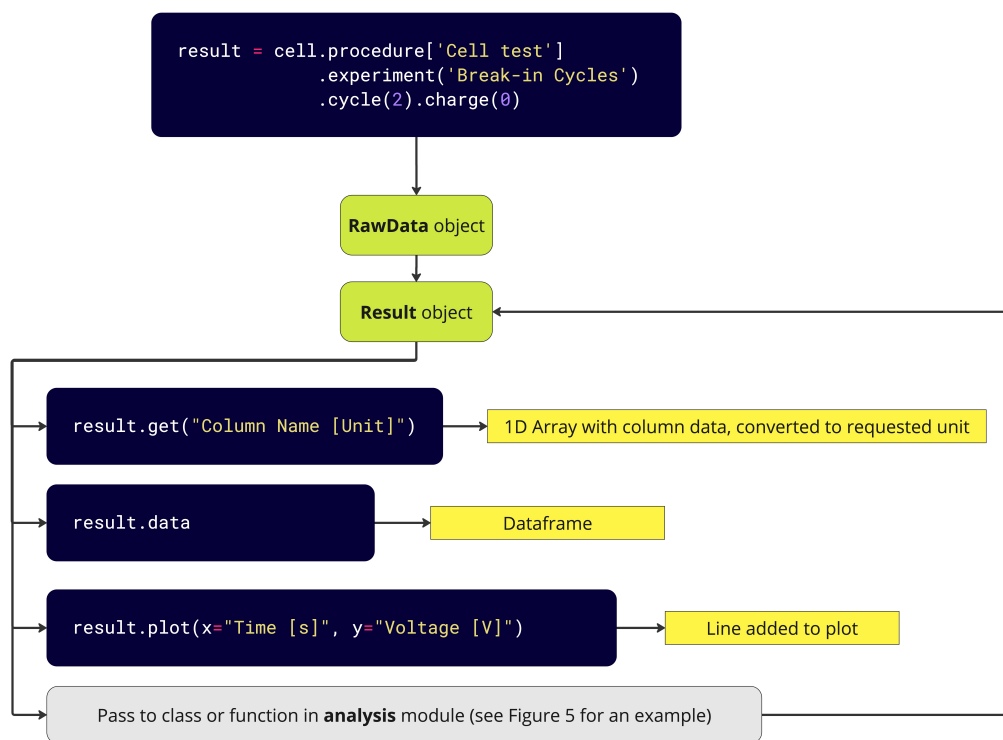 result = cell.procedure['Cell test']
.experiment('Break-in Cycles')
.cycle(2).charge(0)
RawData object
Result object
result.get("Column Name [Unit]")
1D Array with column data, converted to requested unit
result.data
Dataframe
result.plot(x="Time [s]", y="Voltage [V]")
Line added to plot
Pass to class or function in analysis module (see Figure 5 for an example)